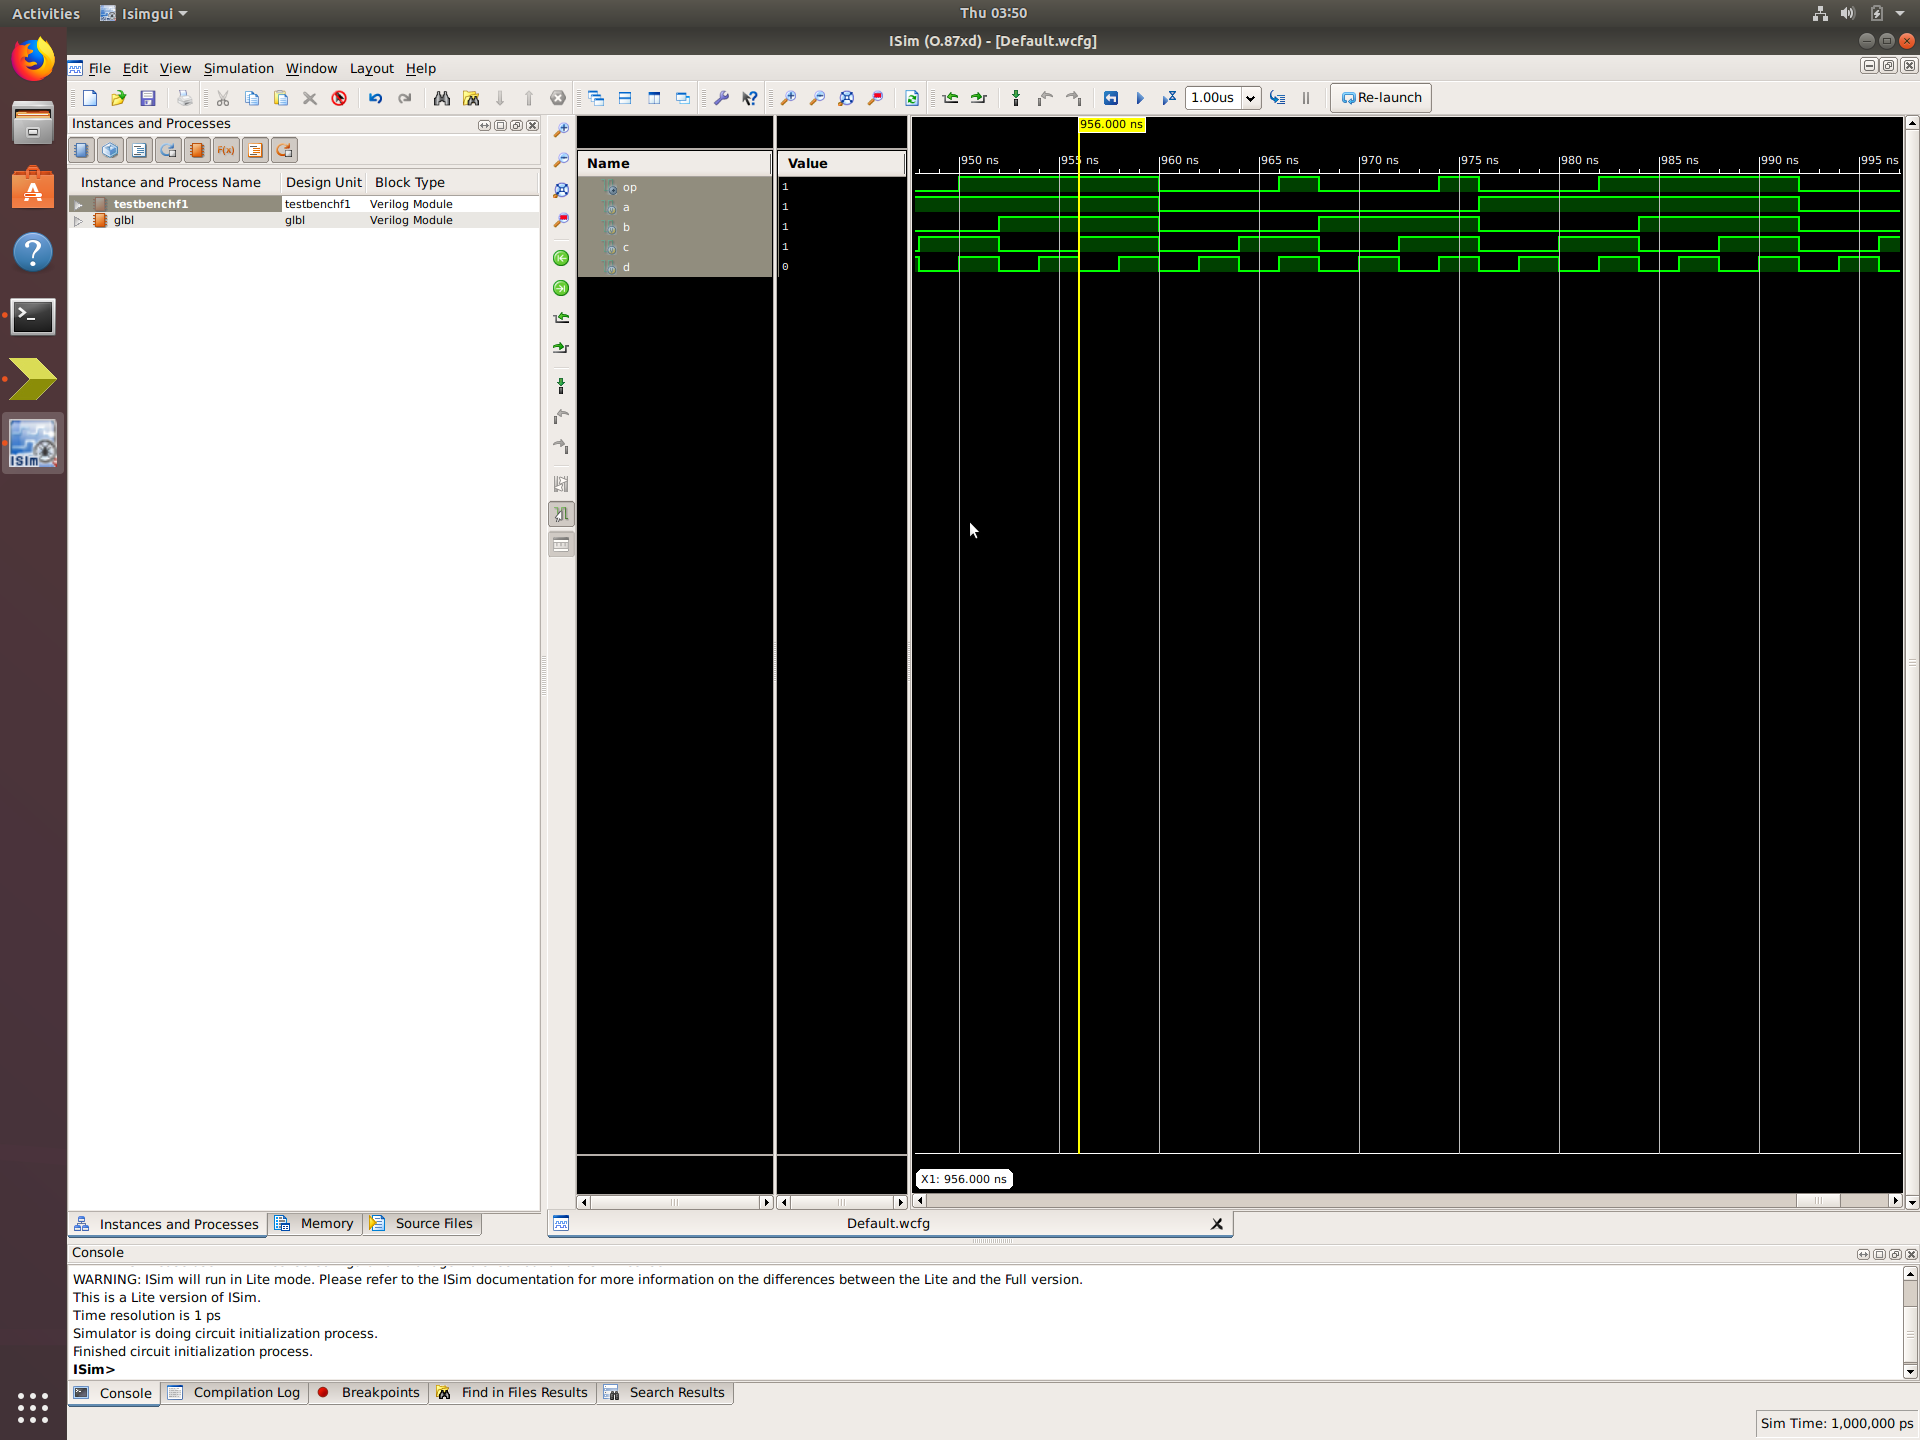 Activities Isimgui Thu 03:50
ISim (O.87xd) - [Default.wcfg]
File Edit View Simulation Window Layout Help
1.00us Re-launch
Instances and Processes
F(x)
Instance and Process Name Design Unit Block Type
testbenchf1 testbenchf1 Verilog Module
glbl glbl Verilog Module
Name Value
op 1
a 1
b 1
c 1
d 0
956.000 ns
950 ns 955 ns 960 ns 965 ns 970 ns 975 ns 980 ns 985 ns 990 ns 995 ns
X1: 956.000 ns
ISim
Instances and Processes Memory Source Files
Default.wcfg
Console
WARNING: ISim will run in Lite mode. Please refer to the ISim documentation for more information on the differences between the Lite and the Full version.
This is a Lite version of ISim.
Time resolution is 1 ps
Simulator is doing circuit initialization process.
Finished circuit initialization process.
ISim>
Console Compilation Log Breakpoints Find in Files Results Search Results
Sim Time: 1,000,000 ps